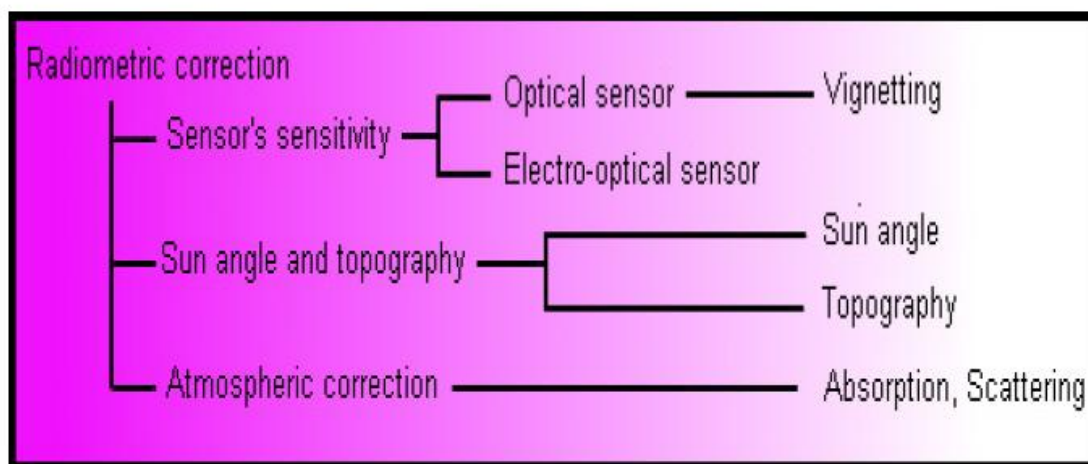 Radiometric correction
Optical sensor
Vignetting
Sensor's sensitivity
Electro-optical sensor
Sun angle
Sun angle and topography
Topography
Atmospheric correction
Absorption, Scattering